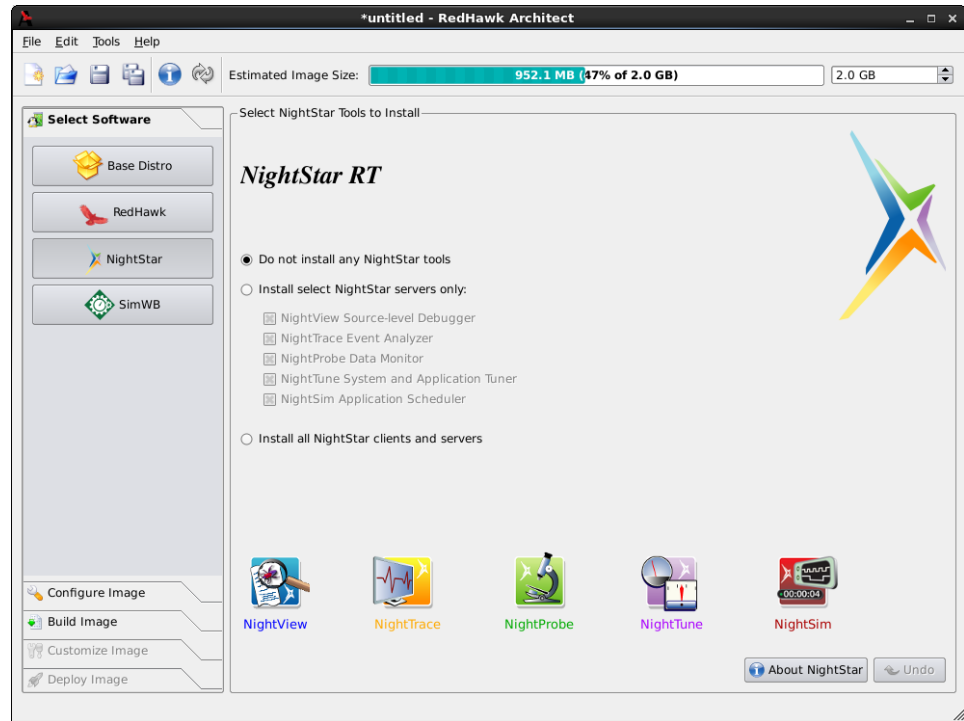 *untitled - RedHawk Architect
File Edit Tools Help
Estimated Image Size: 952.1 MB (47% of 2.0 GB) 2.0 GB
Select Software
Base Distro
RedHawk
NightStar
SimWB
Configure Image
Build Image
Customize Image
Deploy Image
Select NightStar Tools to Install
NightStar RT
Do not install any NightStar tools
Install select NightStar servers only:
NightView Source-level Debugger
NightTrace Event Analyzer
NightProbe Data Monitor
NightTune System and Application Tuner
NightSim Application Scheduler
Install all NightStar clients and servers
00:00:04
NightView NightTrace NightProbe NightTune NightSim
About NightStar Undo